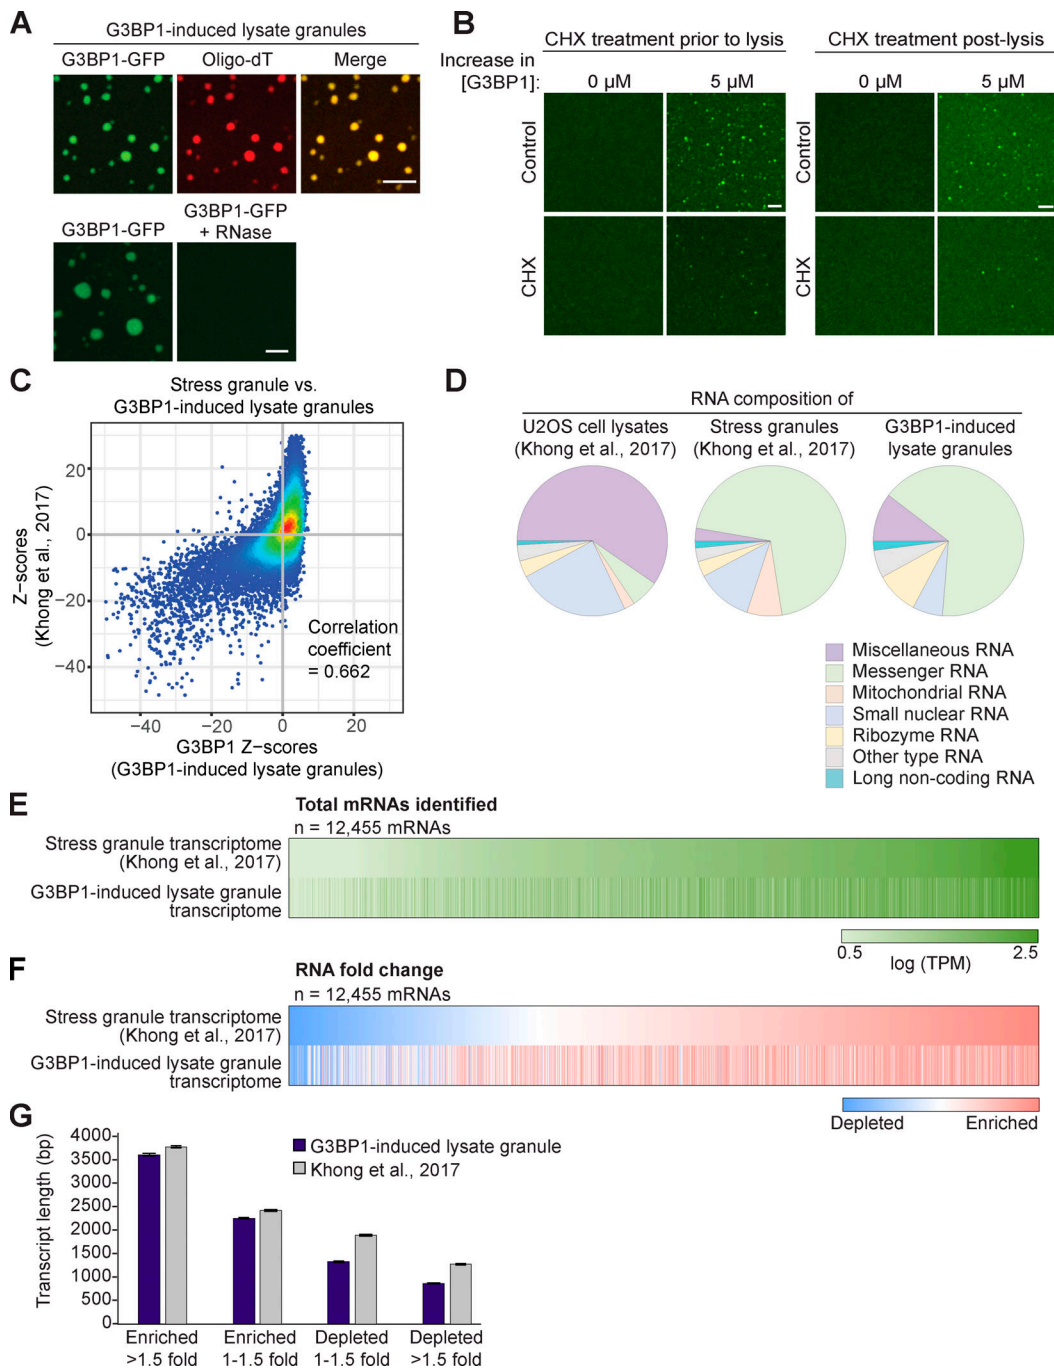 A
G3BP1-induced lysate granules
G3BP1-GFP
Oligo-dT
Merge
G3BP1-GFP
G3BP1-GFP
+ RNase
B
CHX treatment prior to lysis
CHX treatment post-lysis
Increase in
[G3BP1]:
0 µM
5 µM
0 µM
5 µM
Control
Control
CHX
CHX
C
Stress granule vs.
G3BP1-induced lysate granules
Z−scores
(Khong et al., 2017)
20
0
−20
−40
Correlation
coefficient
= 0.662
−40
−20
0
20
G3BP1 Z−scores
(G3BP1-induced lysate granules)
D
RNA composition of
U2OS cell lysates
(Khong et al., 2017)
Stress granules
(Khong et al., 2017)
G3BP1-induced
lysate granules
Miscellaneous RNA
Messenger RNA
Mitochondrial RNA
Small nuclear RNA
Ribozyme RNA
Other type RNA
Long non-coding RNA
E
Total mRNAs identified
n = 12,455 mRNAs
Stress granule transcriptome
(Khong et al., 2017)
G3BP1-induced lysate granule
transcriptome
0.5
2.5
log (TPM)
F
RNA fold change
n = 12,455 mRNAs
Stress granule transcriptome
(Khong et al., 2017)
G3BP1-induced lysate granule
transcriptome
Depleted
Enriched
G
Transcript length (bp)
4000
3500
3000
2500
2000
1500
1000
500
0
G3BP1-induced lysate granule
Khong et al., 2017
Enriched
>1.5 fold
Enriched
1-1.5 fold
Depleted
1-1.5 fold
Depleted
>1.5 fold